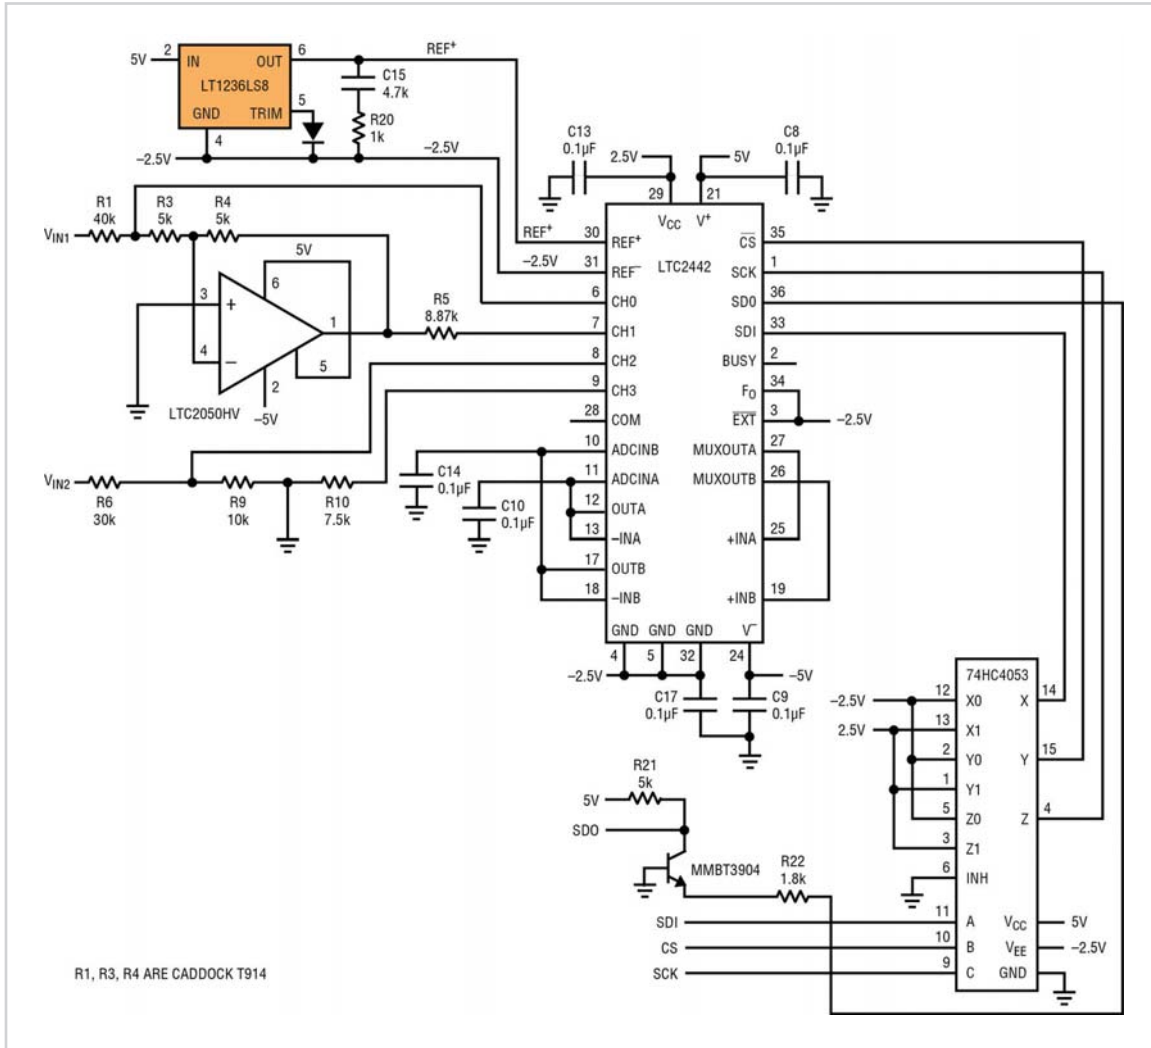 5V 2 IN OUT 6 REF⁺
LT1236LS8
GND TRIM 5
4
C15
4.7k
R20
1k
–2.5V
–2.5V
R1
40k
R3
5k
R4
5k
V_IN1
5V
6
3 +
1
4 –
5
2
LTC2050HV
–5V
R5
8.87k
V_IN2
R6
30k
R9
10k
R10
7.5k
C14
0.1µF
C10
0.1µF
C13
0.1µF
2.5V
5V
C8
0.1µF
29
21
V_CC
V⁺
LTC2442
REF⁺ 30 REF⁺
–2.5V 31 REF⁻
6 CH0
7 CH1
8 CH2
9 CH3
28 COM
10 ADCINB
11 ADCINA
12 OUTA
13 –INA
17 OUTB
18 –INB
C̅S̅ 35
SCK 1
SD0 36
SDI 33
BUSY 2
F_O 34
E̅X̅T̅ 3 –2.5V
MUXOUTA 27
MUXOUTB 26
+INA 25
+INB 19
GND GND GND V⁻
4 5 32 24
–2.5V
–5V
C17
0.1µF
C9
0.1µF
74HC4053
–2.5V 12 X0 X 14
2.5V 13 X1
2 Y0 Y 15
1 Y1
5 Z0 Z 4
3 Z1
6 INH
SDI 11 A V_CC 5V
CS 10 B V_EE –2.5V
SCK 9 C GND
R21
5k
5V
SDO
MMBT3904
R22
1.8k
R1, R3, R4 ARE CADDOCK T914